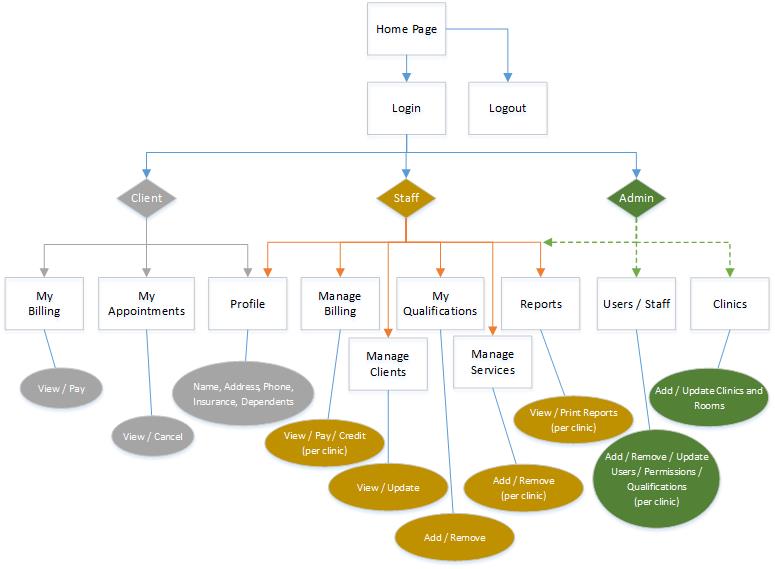 Home Page
Login
Logout
Client
Staff
Admin
My
Billing
My
Appointments
Profile
Manage
Billing
My
Qualifications
Reports
Users / Staff
Clinics
Manage
Clients
Manage
Services
View / Pay
View / Cancel
Name, Address, Phone,
Insurance, Dependents
View / Pay / Credit
(per clinic)
View / Update
Add / Remove
Add / Remove
(per clinic)
View / Print Reports
(per clinic)
Add / Update Clinics and
Rooms
Add / Remove / Update
Users / Permissions /
Qualifications
(per clinic)